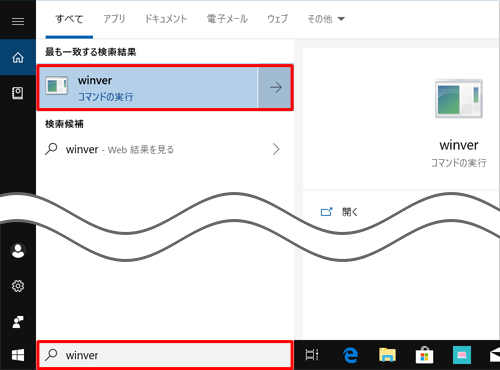 すべて アプリ ドキュメント 電子メール ウェブ その他
最も一致する検索結果
winver
コマンドの実行
検索候補
winver - Web 結果を見る
winver
コマンドの実行
開く
winver